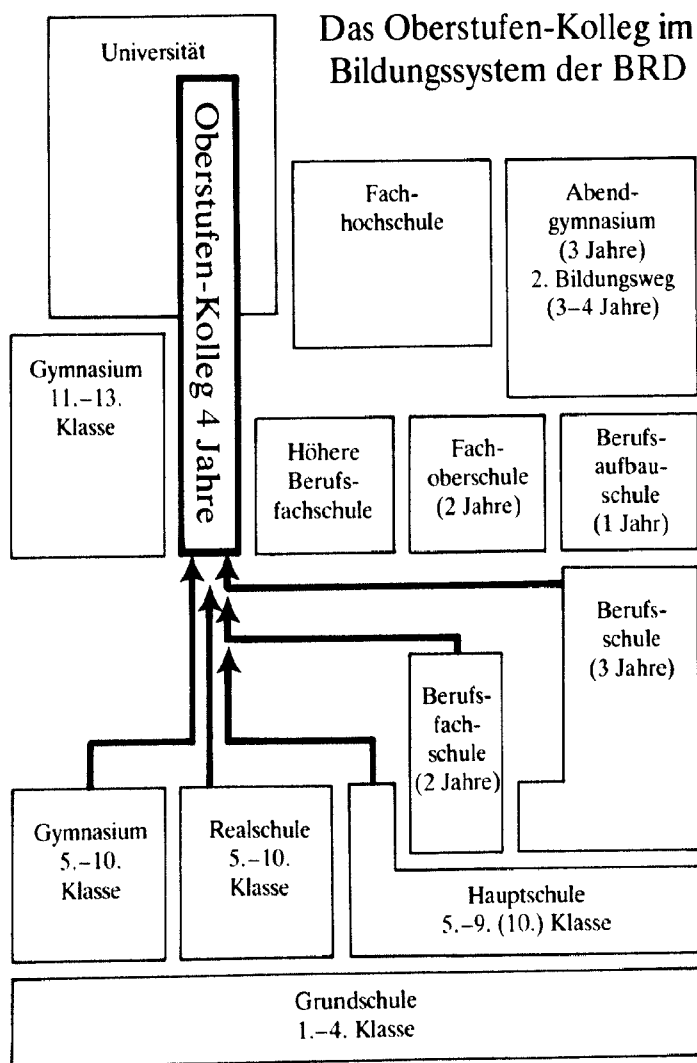 Das Oberstufen-Kolleg im
Bildungssystem der BRD
Universität
Oberstufen-Kolleg 4 Jahre
Fach-
hochschule
Abend-
gymnasium
(3 Jahre)
2. Bildungsweg
(3–4 Jahre)
Gymnasium
11.–13.
Klasse
Höhere
Berufs-
fachschule
Fach-
oberschule
(2 Jahre)
Berufs-
aufbau-
schule
(1 Jahr)
Berufs-
schule
(3 Jahre)
Berufs-
fach-
schule
(2 Jahre)
Gymnasium
5.–10.
Klasse
Realschule
5.–10.
Klasse
Hauptschule
5.–9. (10.) Klasse
Grundschule
1.–4. Klasse